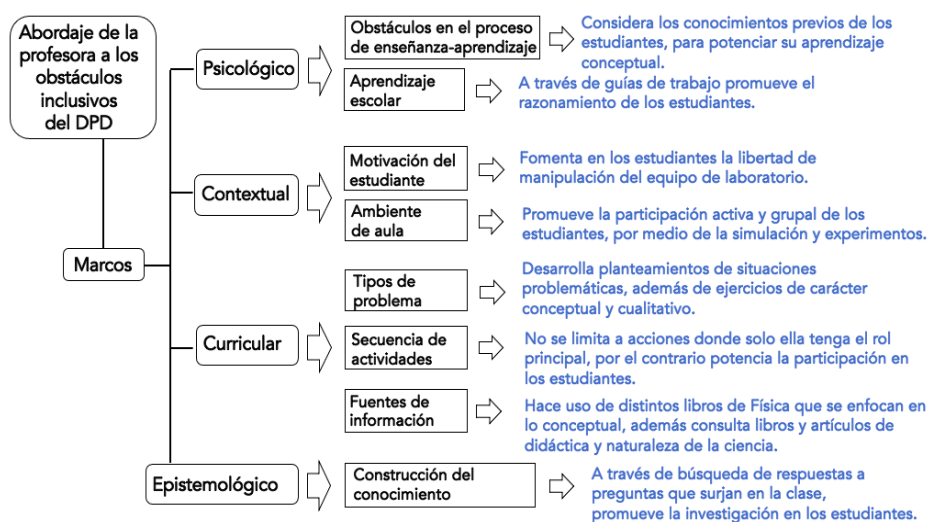 Abordaje de la
profesora a los
obstáculos
inclusivos
del DPD
Marcos
Psicológico
Obstáculos en el proceso
de enseñanza-aprendizaje
Considera los conocimientos previos de los
estudiantes, para potenciar su aprendizaje
conceptual.
Aprendizaje
escolar
A través de guías de trabajo promueve el
razonamiento de los estudiantes.
Contextual
Motivación del
estudiante
Fomenta en los estudiantes la libertad de
manipulación del equipo de laboratorio.
Ambiente
de aula
Promueve la participación activa y grupal de los
estudiantes, por medio de la simulación y experimentos.
Curricular
Tipos de
problema
Desarrolla planteamientos de situaciones
problemáticas, además de ejercicios de carácter
conceptual y cualitativo.
Secuencia de
actividades
No se limita a acciones donde solo ella tenga el rol
principal, por el contrario potencia la participación en
los estudiantes.
Fuentes de
información
Hace uso de distintos libros de Física que se enfocan en
lo conceptual, además consulta libros y artículos de
didáctica y naturaleza de la ciencia.
Epistemológico
Construcción del
conocimiento
A través de búsqueda de respuestas a
preguntas que surjan en la clase,
promueve la investigación en los estudiantes.